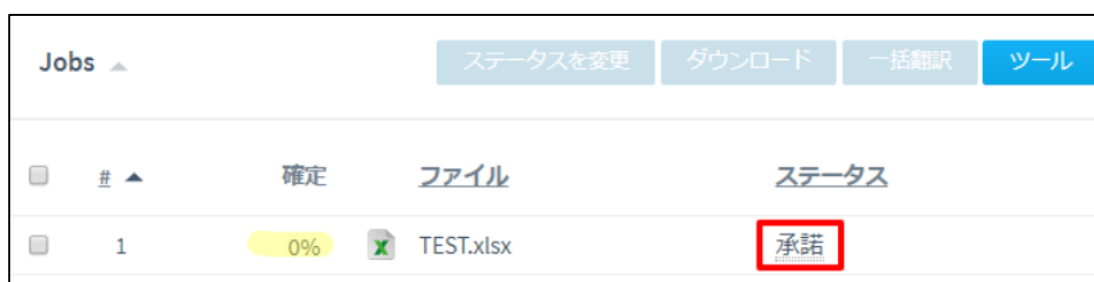 Jobs ステータスを変更 ダウンロード 一括翻訳 ツール
# 確定 ファイル ステータス
1 0% TEST.xlsx 承諾